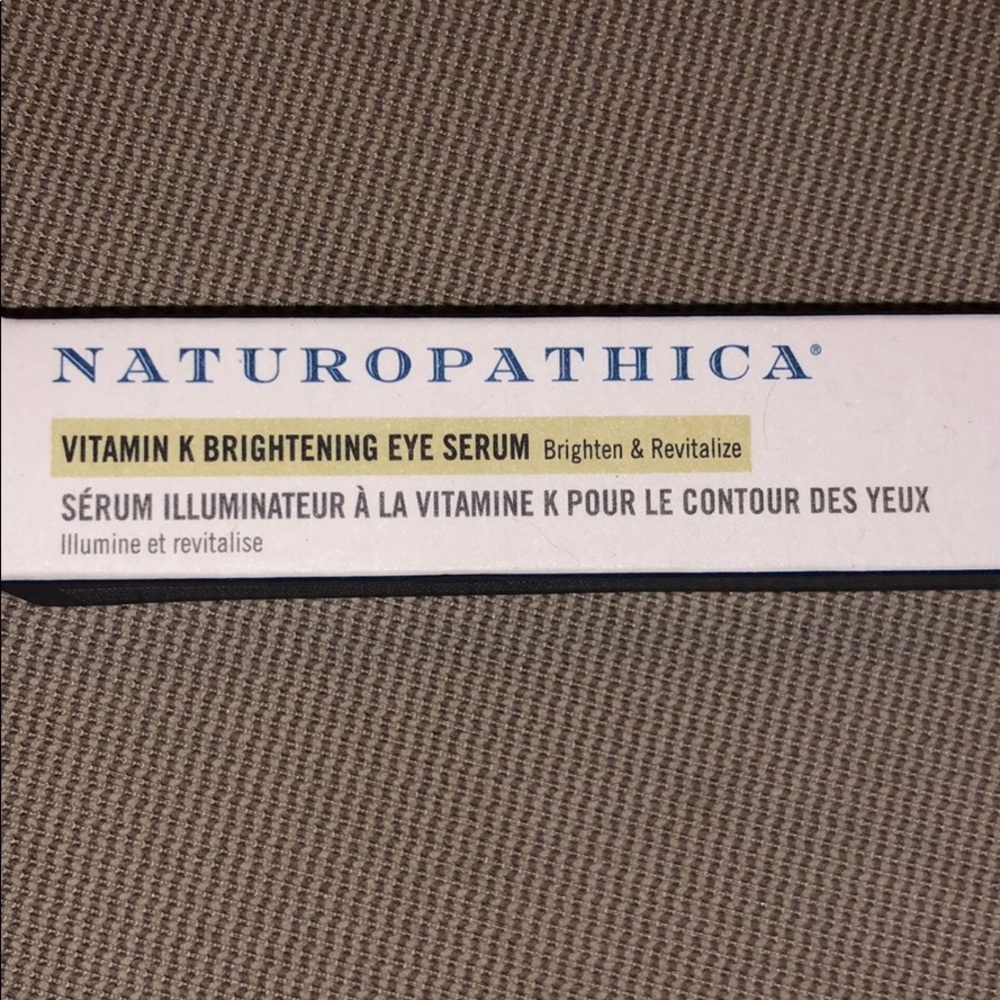 NATUROPATHICA®
VITAMIN K BRIGHTENING EYE SERUM Brighten & Revitalize
SÉRUM ILLUMINATEUR À LA VITAMINE K POUR LE CONTOUR DES YEUX
Illumine et revitalise